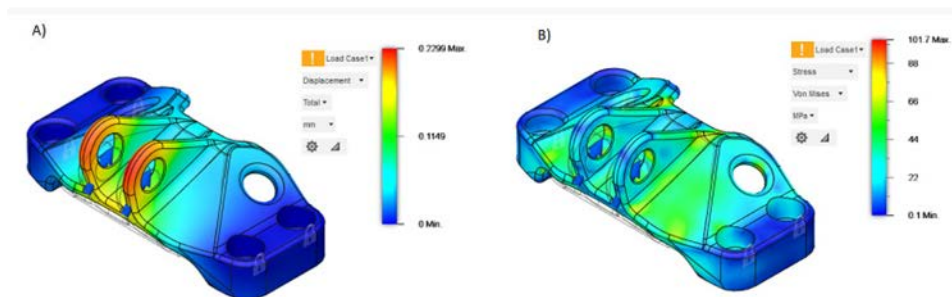 A)
Load Case1
Displacement
Total
mm
0.2299 Max.
0.1149
0 Min.
B)
Load Case1
Stress
Von Mises
MPa
101.7 Max.
88
66
44
22
0.1 Min.